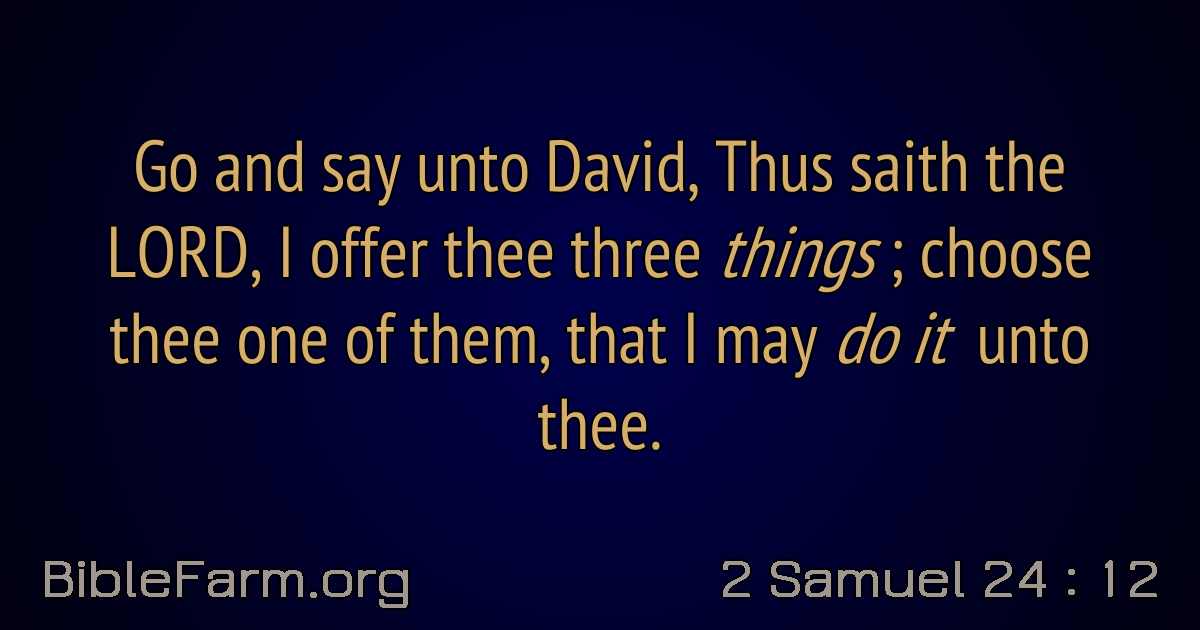 Go and say unto David, Thus saith the
LORD, I offer thee three things ; choose
thee one of them, that I may do it unto
thee.
BibleFarm.org
2 Samuel 24 : 12